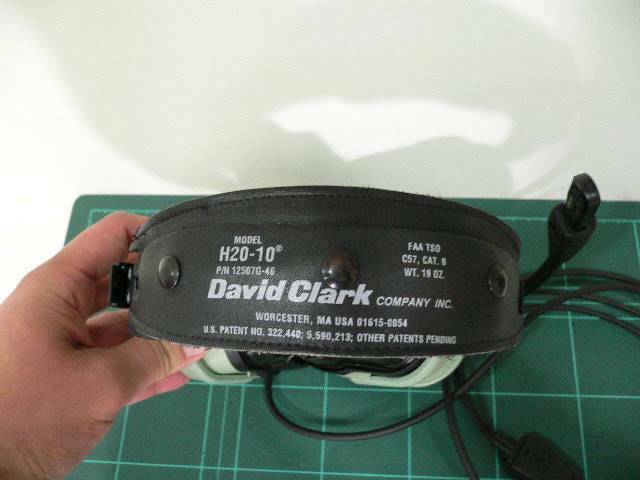 MODEL
H20-10®
P/N 12507G-46
FAA TSO
C57, CAT. B
WT. 19 OZ.
David Clark COMPANY INC.
WORCESTER, MA USA 01615-0054
U.S. PATENT NO. 322,440; 5,590,213; OTHER PATENTS PENDING